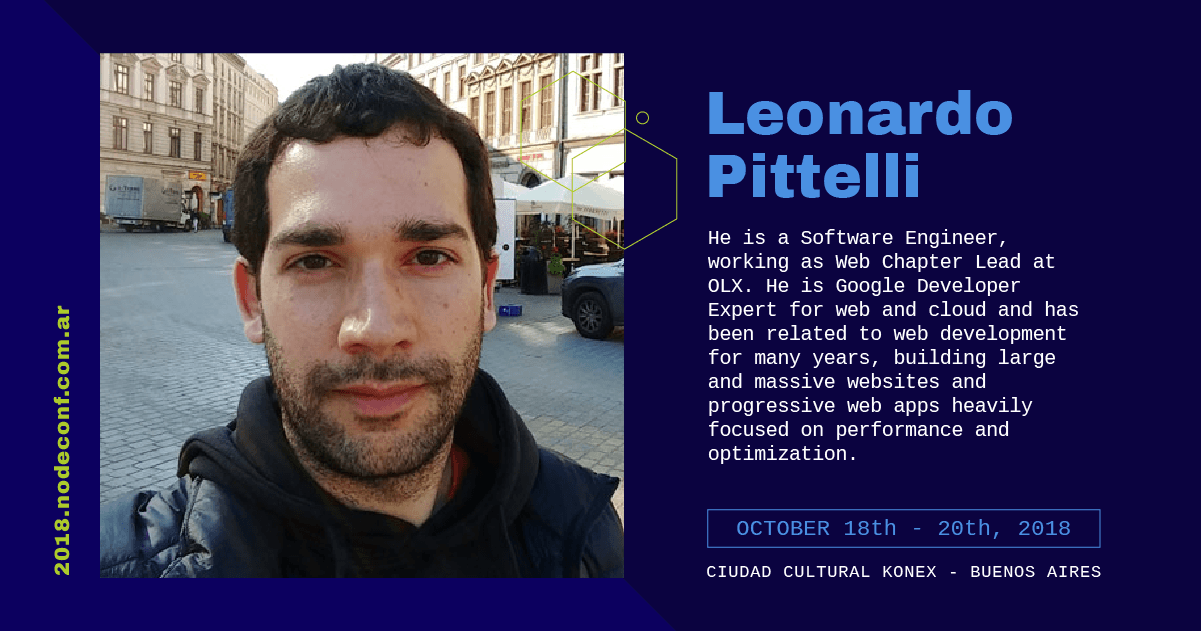 Leonardo
Pittelli
He is a Software Engineer,
working as Web Chapter Lead at
OLX. He is Google Developer
Expert for web and cloud and has
been related to web development
for many years, building large
and massive websites and
progressive web apps heavily
focused on performance and
optimization.
OCTOBER 18th - 20th, 2018
CIUDAD CULTURAL KONEX - BUENOS AIRES
2018.nodeconf.com.ar